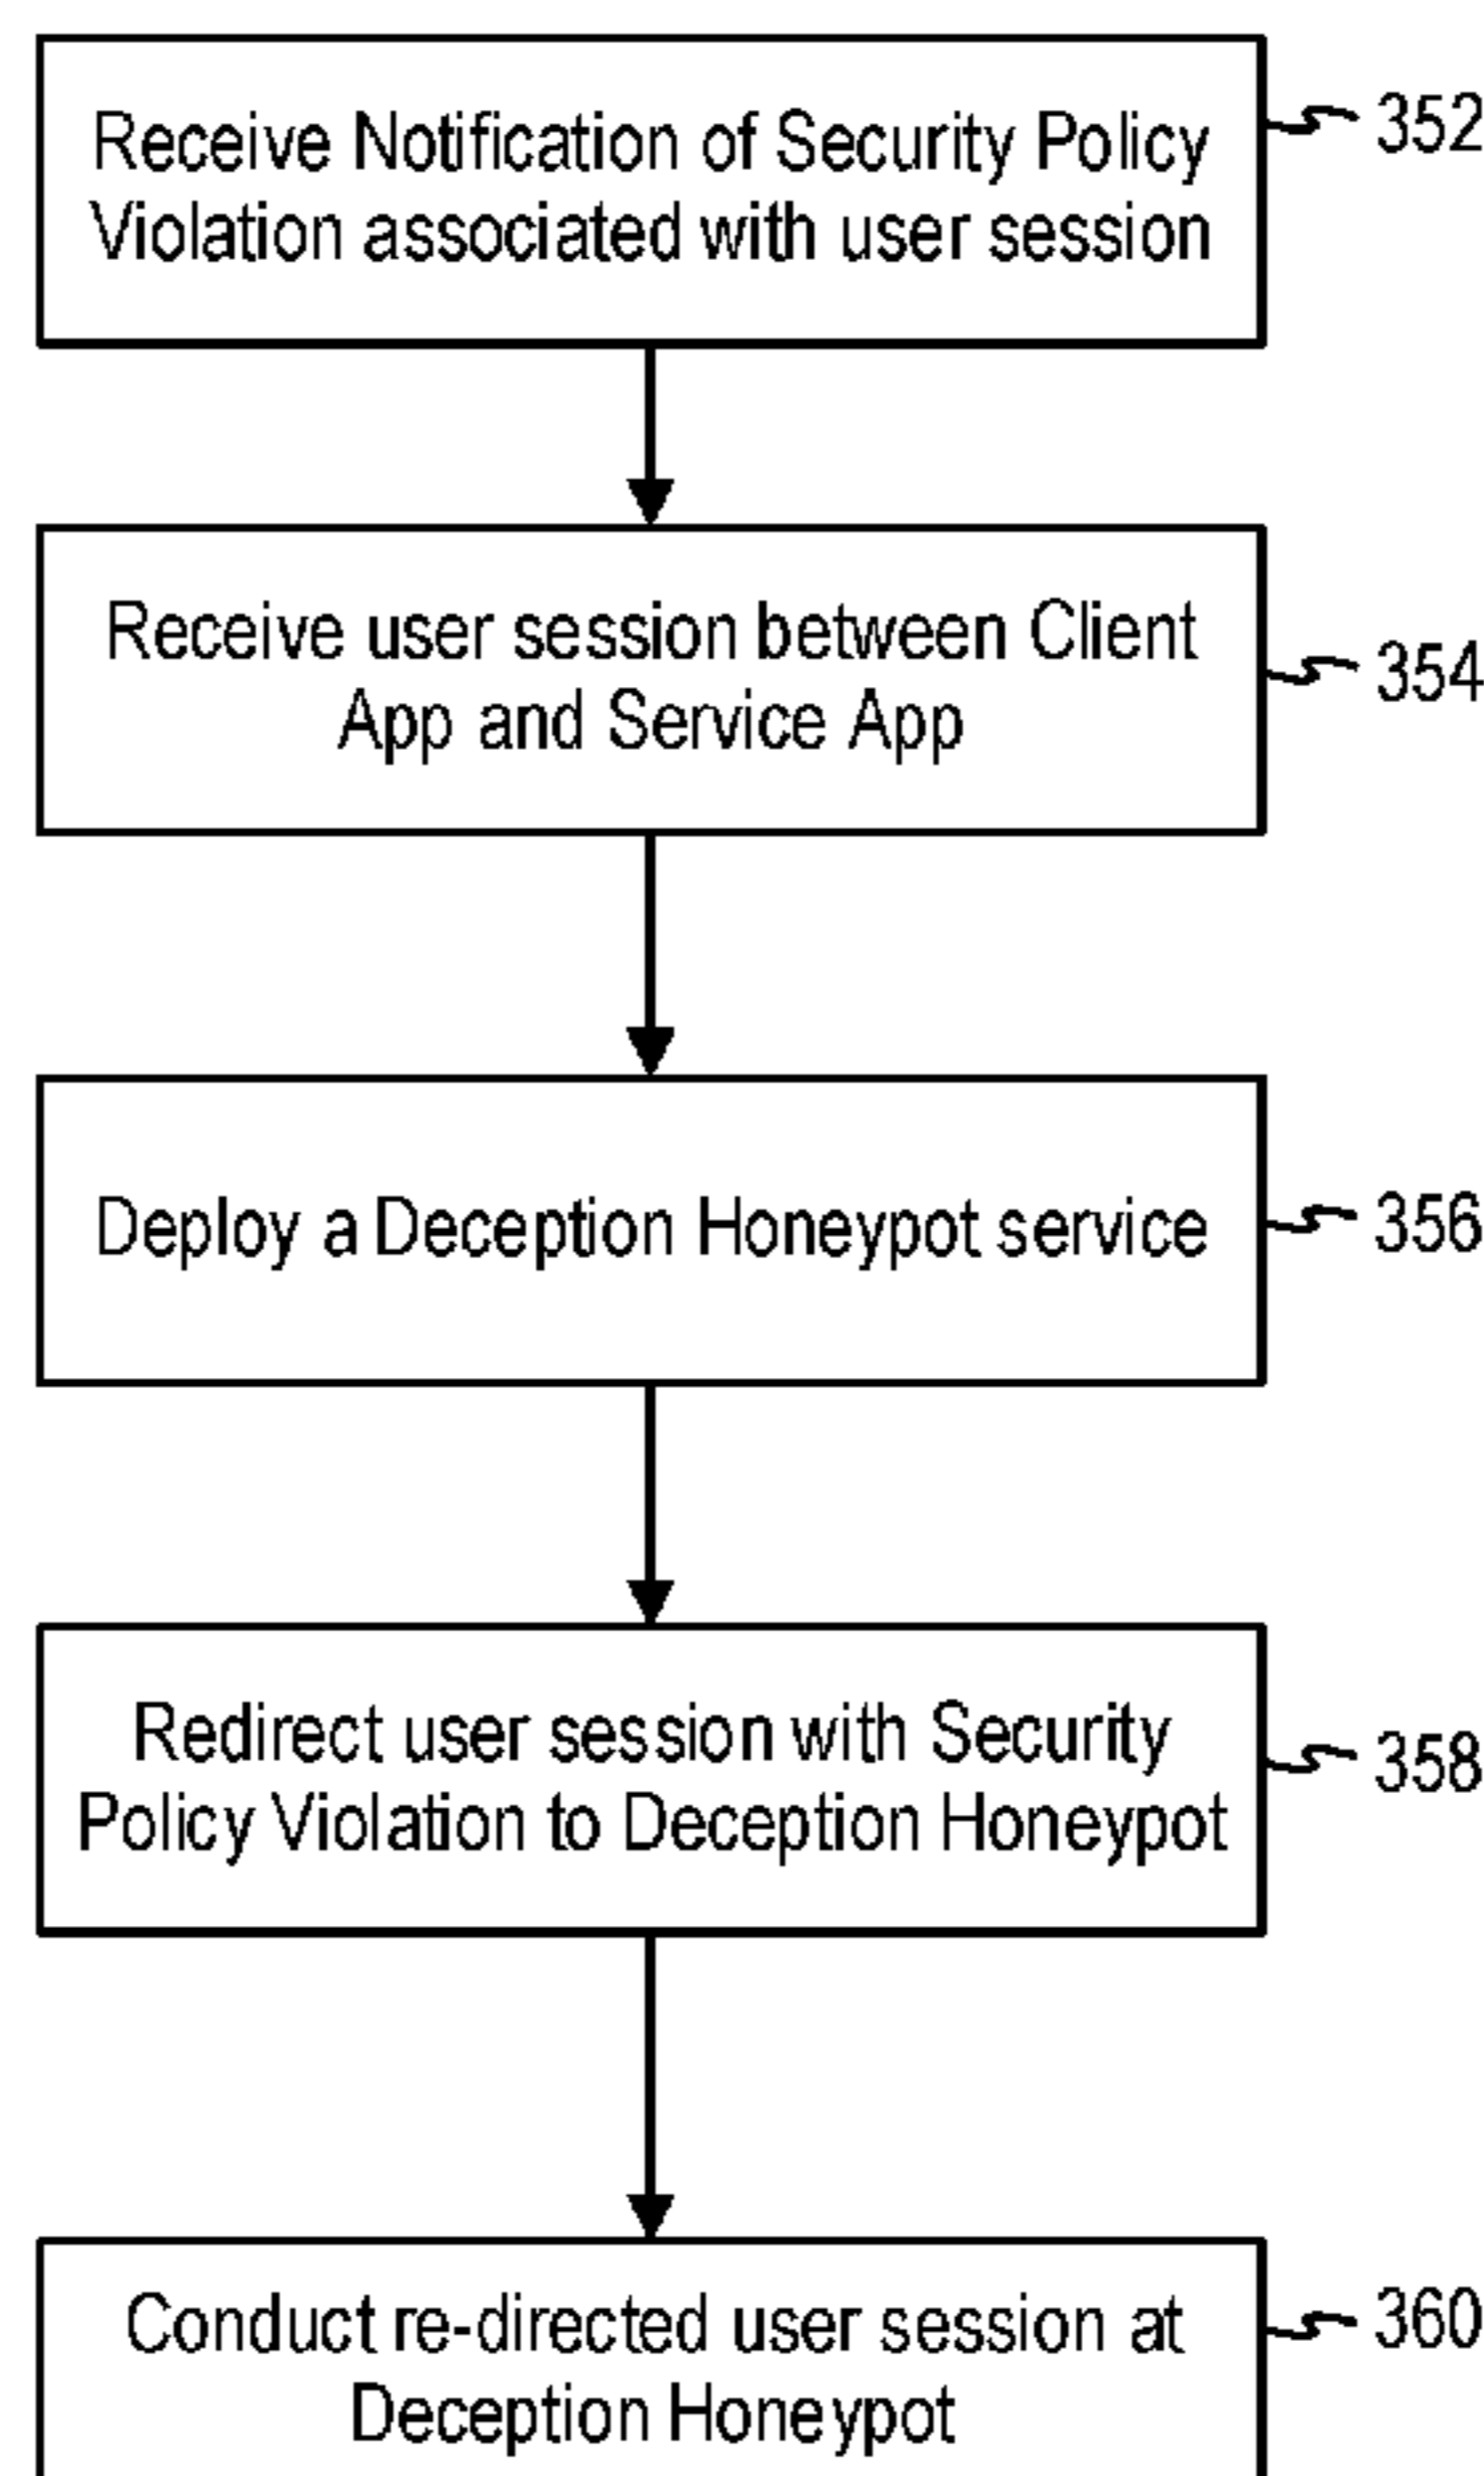 Receive Notification of Security Policy
Violation associated with user session
352
Receive user session between Client
App and Service App
354
Deploy a Deception Honeypot service
356
Redirect user session with Security
Policy Violation to Deception Honeypot
358
Conduct re-directed user session at
Deception Honeypot
360